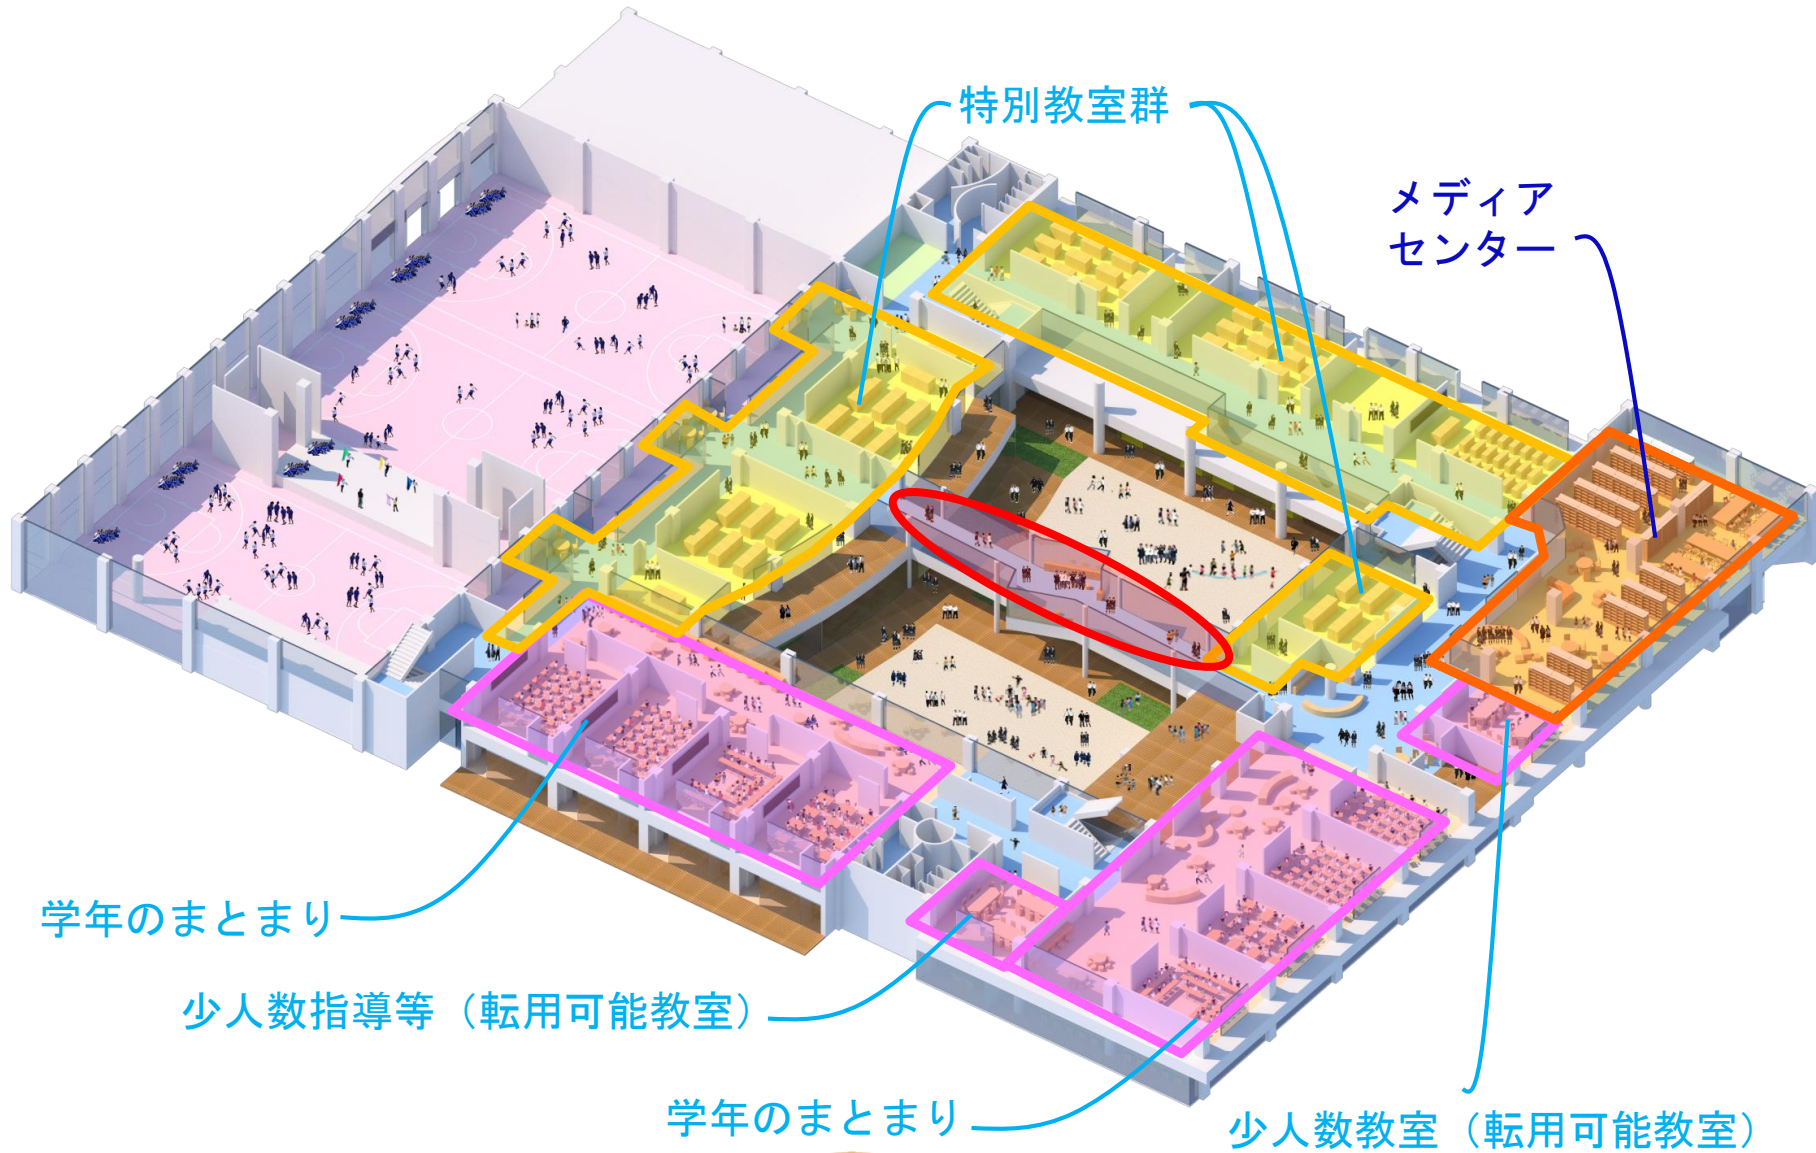 特別教室群
メディア
センター
学年のまとまり
少人数指導等（転用可能教室）
学年のまとまり
少人数教室（転用可能教室）